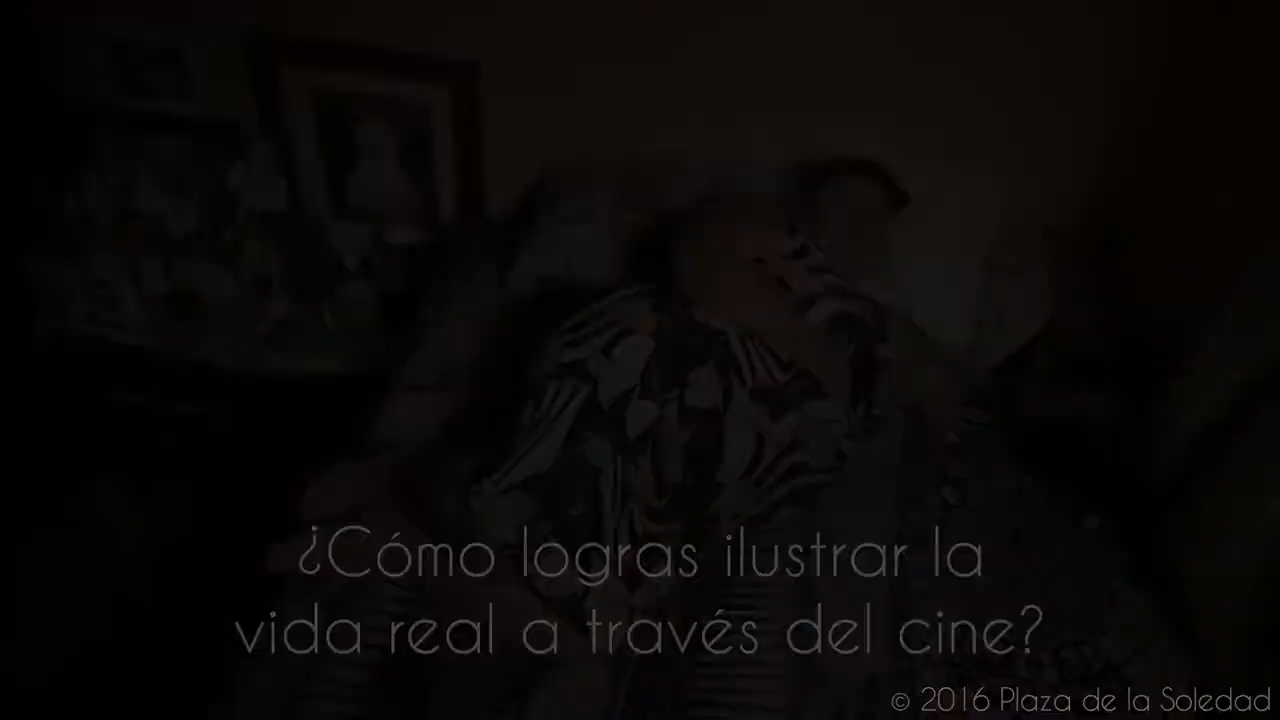 ¿Cómo logras ilustrar la
vida real a través del cine?
© 2016 Plaza de la Soledad